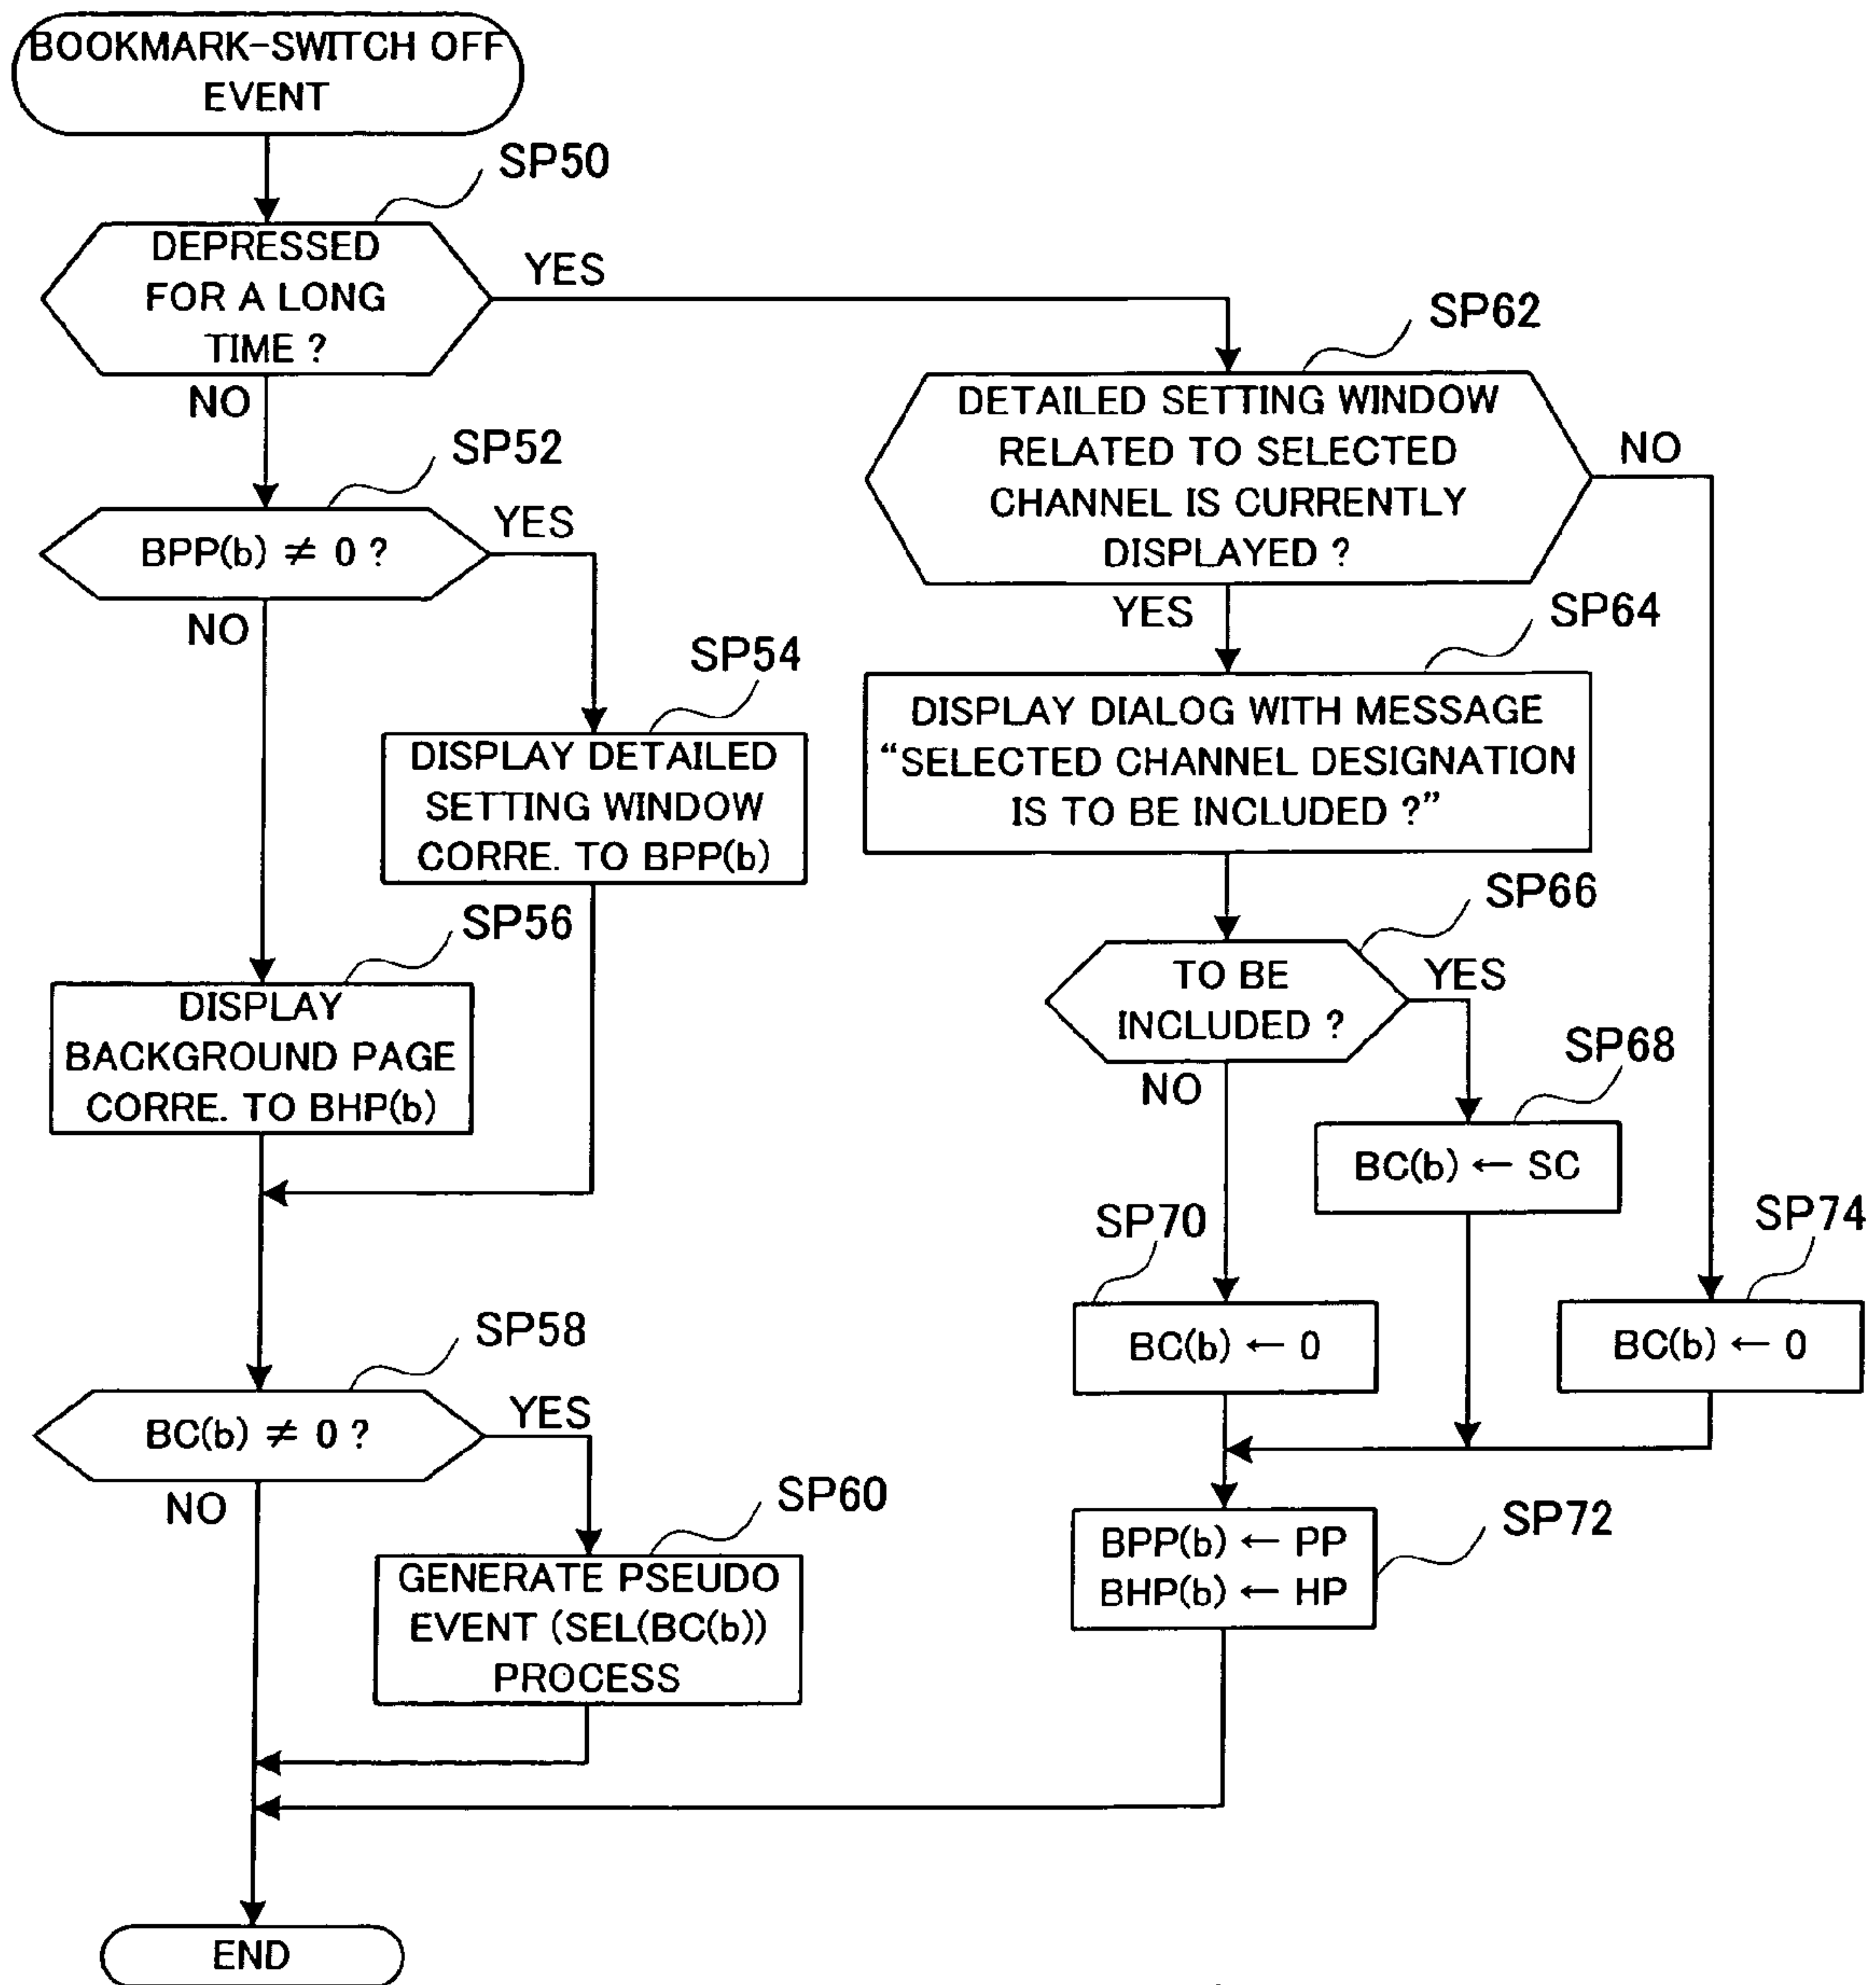 BOOKMARK-SWITCH OFF
EVENT
SP50
DEPRESSED
FOR A LONG
TIME ?
YES
NO
SP52
BPP(b) ≠ 0 ?
YES
NO
SP54
DISPLAY DETAILED
SETTING WINDOW
CORRE. TO BPP(b)
SP56
DISPLAY
BACKGROUND PAGE
CORRE. TO BHP(b)
SP58
BC(b) ≠ 0 ?
YES
NO
SP60
GENERATE PSEUDO
EVENT (SEL(BC(b))
PROCESS
SP62
DETAILED SETTING WINDOW
RELATED TO SELECTED
CHANNEL IS CURRENTLY
DISPLAYED ?
NO
YES
SP64
DISPLAY DIALOG WITH MESSAGE
“SELECTED CHANNEL DESIGNATION
IS TO BE INCLUDED ?”
SP66
TO BE
INCLUDED ?
YES
NO
SP68
BC(b) ← SC
SP70
BC(b) ← 0
SP74
BC(b) ← 0
SP72
BPP(b) ← PP
BHP(b) ← HP
END